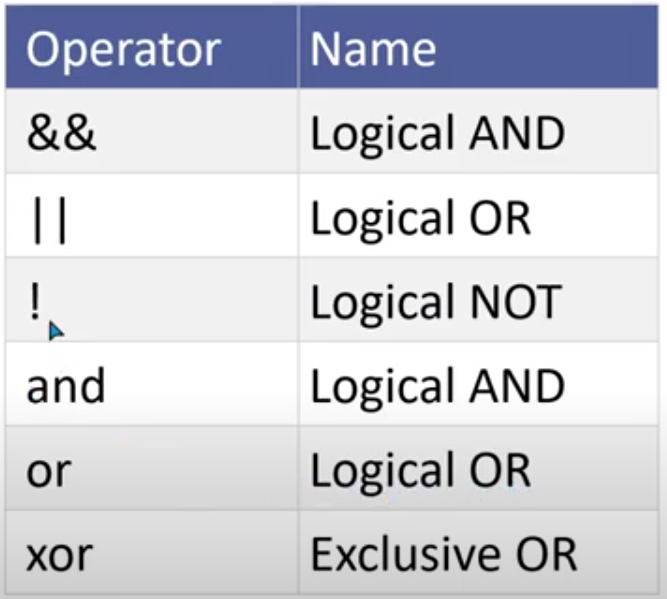 Operator Name
&& Logical AND
|| Logical OR
! Logical NOT
and Logical AND
or Logical OR
xor Exclusive OR